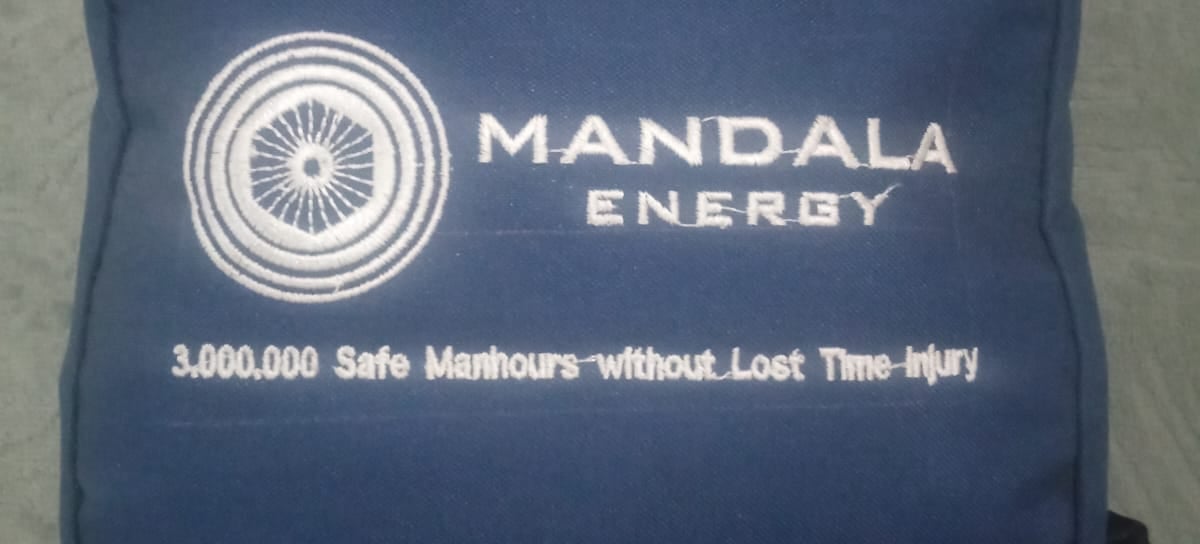 MANDALA
ENERGY
3,000,000 Safe Manhours without Lost Time Injury